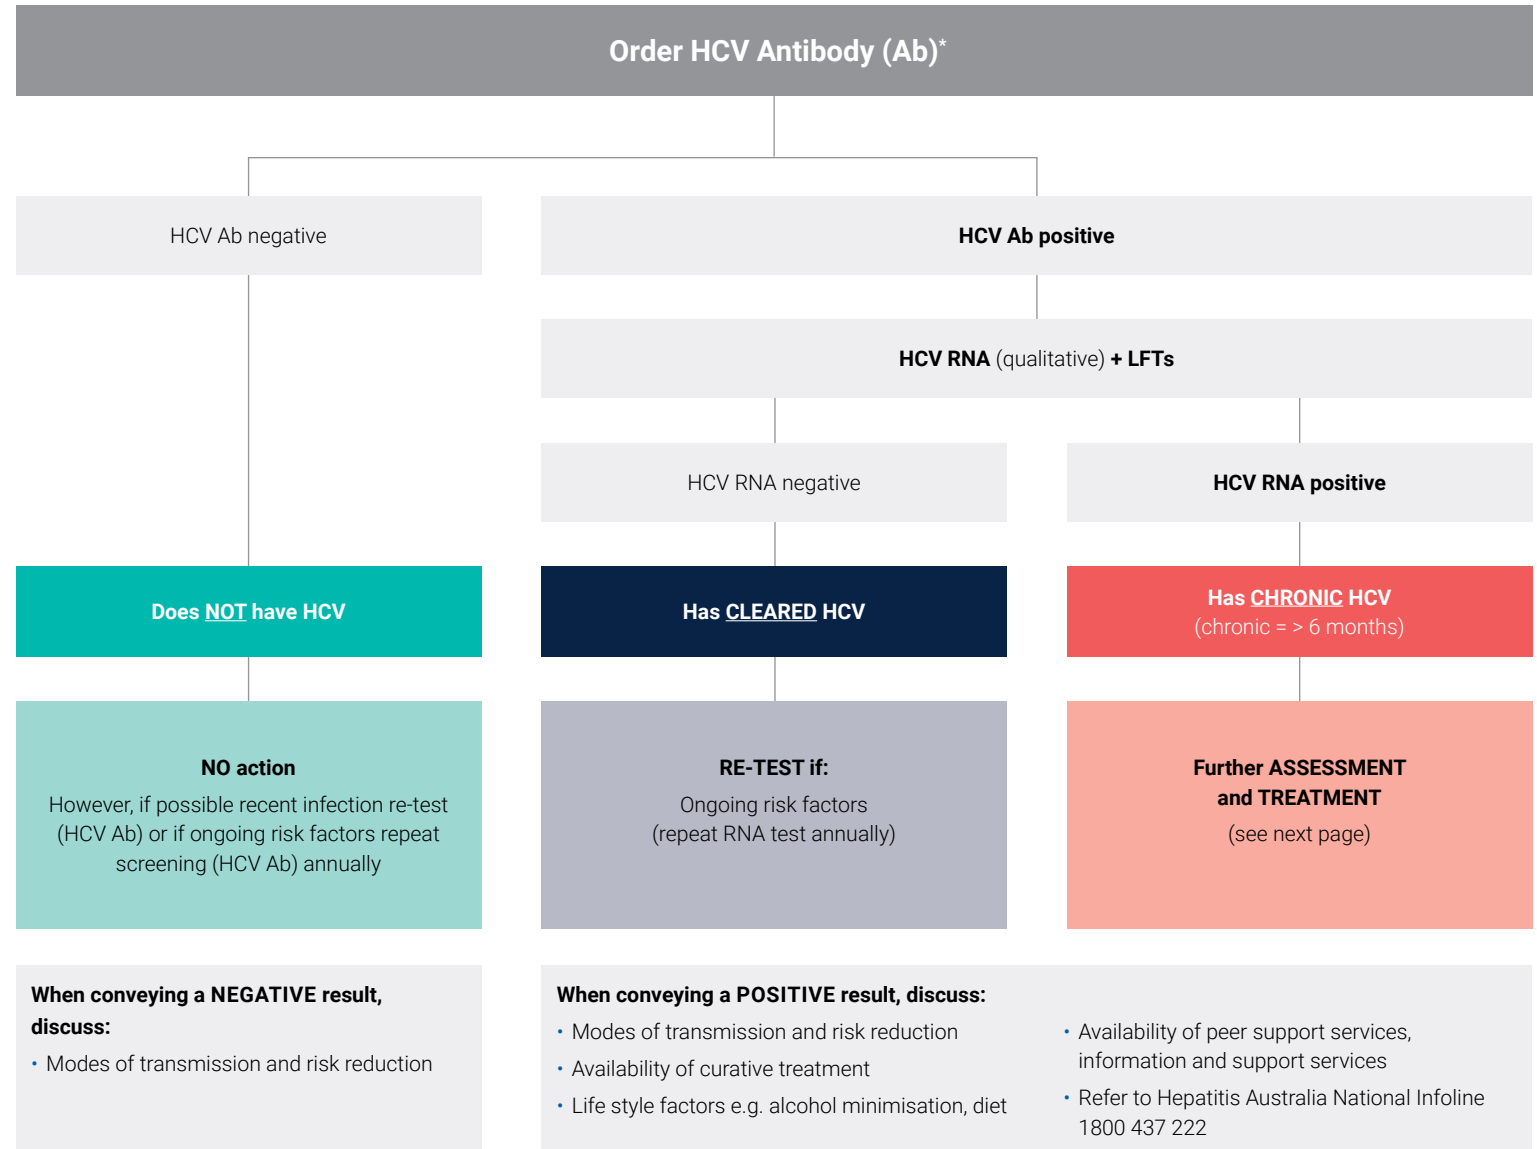 Order HCV Antibody (Ab)*
HCV Ab negative
HCV Ab positive
HCV RNA (qualitative) + LFTs
HCV RNA negative
HCV RNA positive
Does NOT have HCV
Has CLEARED HCV
Has CHRONIC HCV
(chronic = > 6 months)
NO action
However, if possible recent infection re-test
(HCV Ab) or if ongoing risk factors repeat
screening (HCV Ab) annually
RE-TEST if:
Ongoing risk factors
(repeat RNA test annually)
Further ASSESSMENT
and TREATMENT
(see next page)
When conveying a NEGATIVE result,
discuss:
• Modes of transmission and risk reduction
When conveying a POSITIVE result, discuss:
• Modes of transmission and risk reduction
• Availability of curative treatment
• Life style factors e.g. alcohol minimisation, diet
• Availability of peer support services,
information and support services
• Refer to Hepatitis Australia National Infoline
1800 437 222